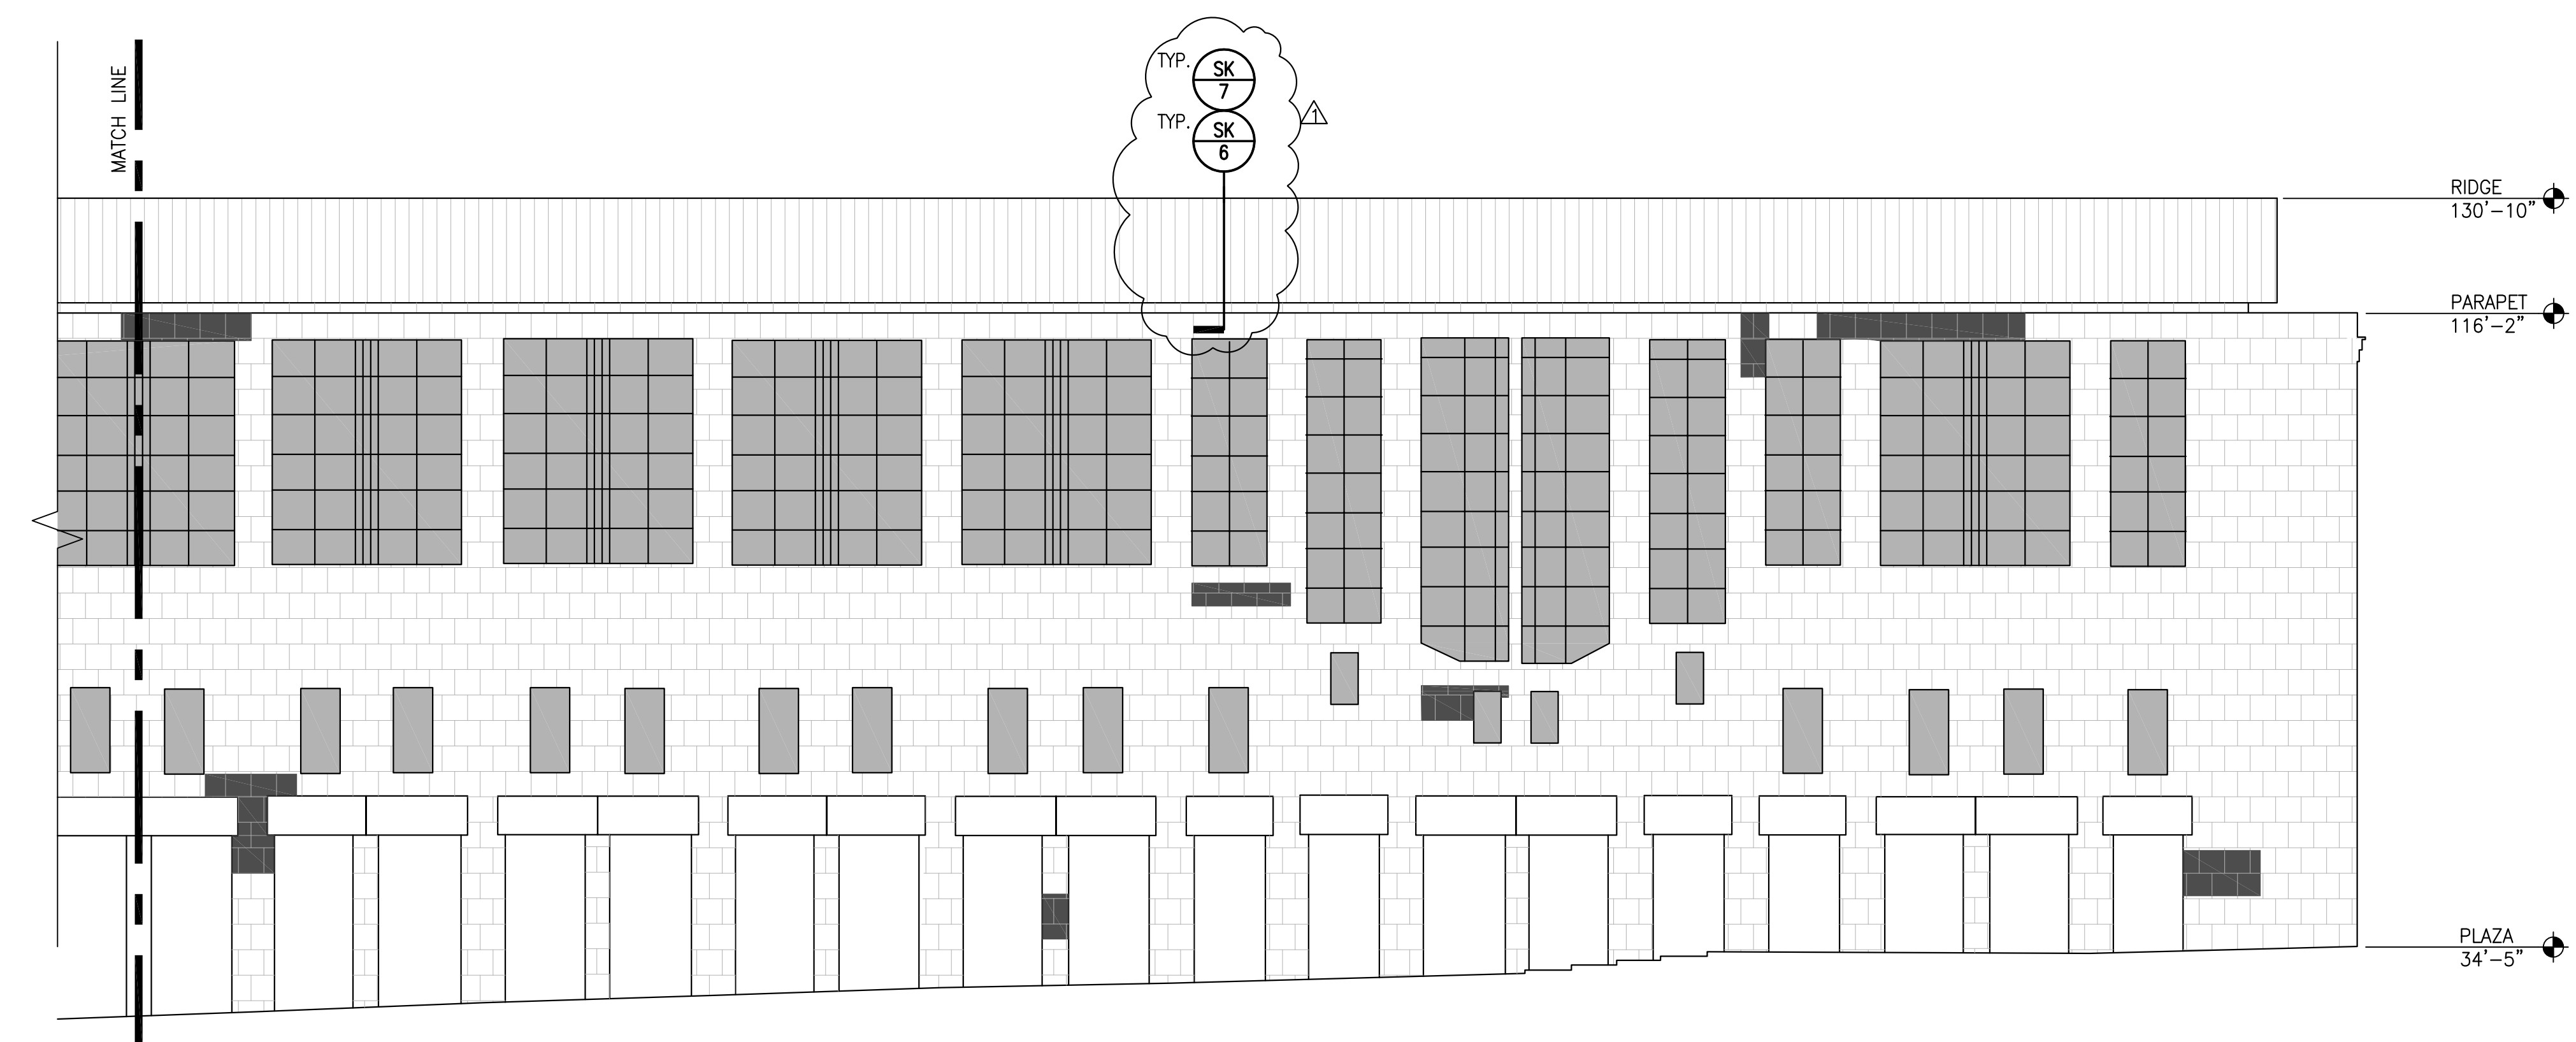 MATCH LINE
TYP.
SK
7
TYP.
SK
6
1
RIDGE
130'-10"
PARAPET
116'-2"
PLAZA
34'-5"